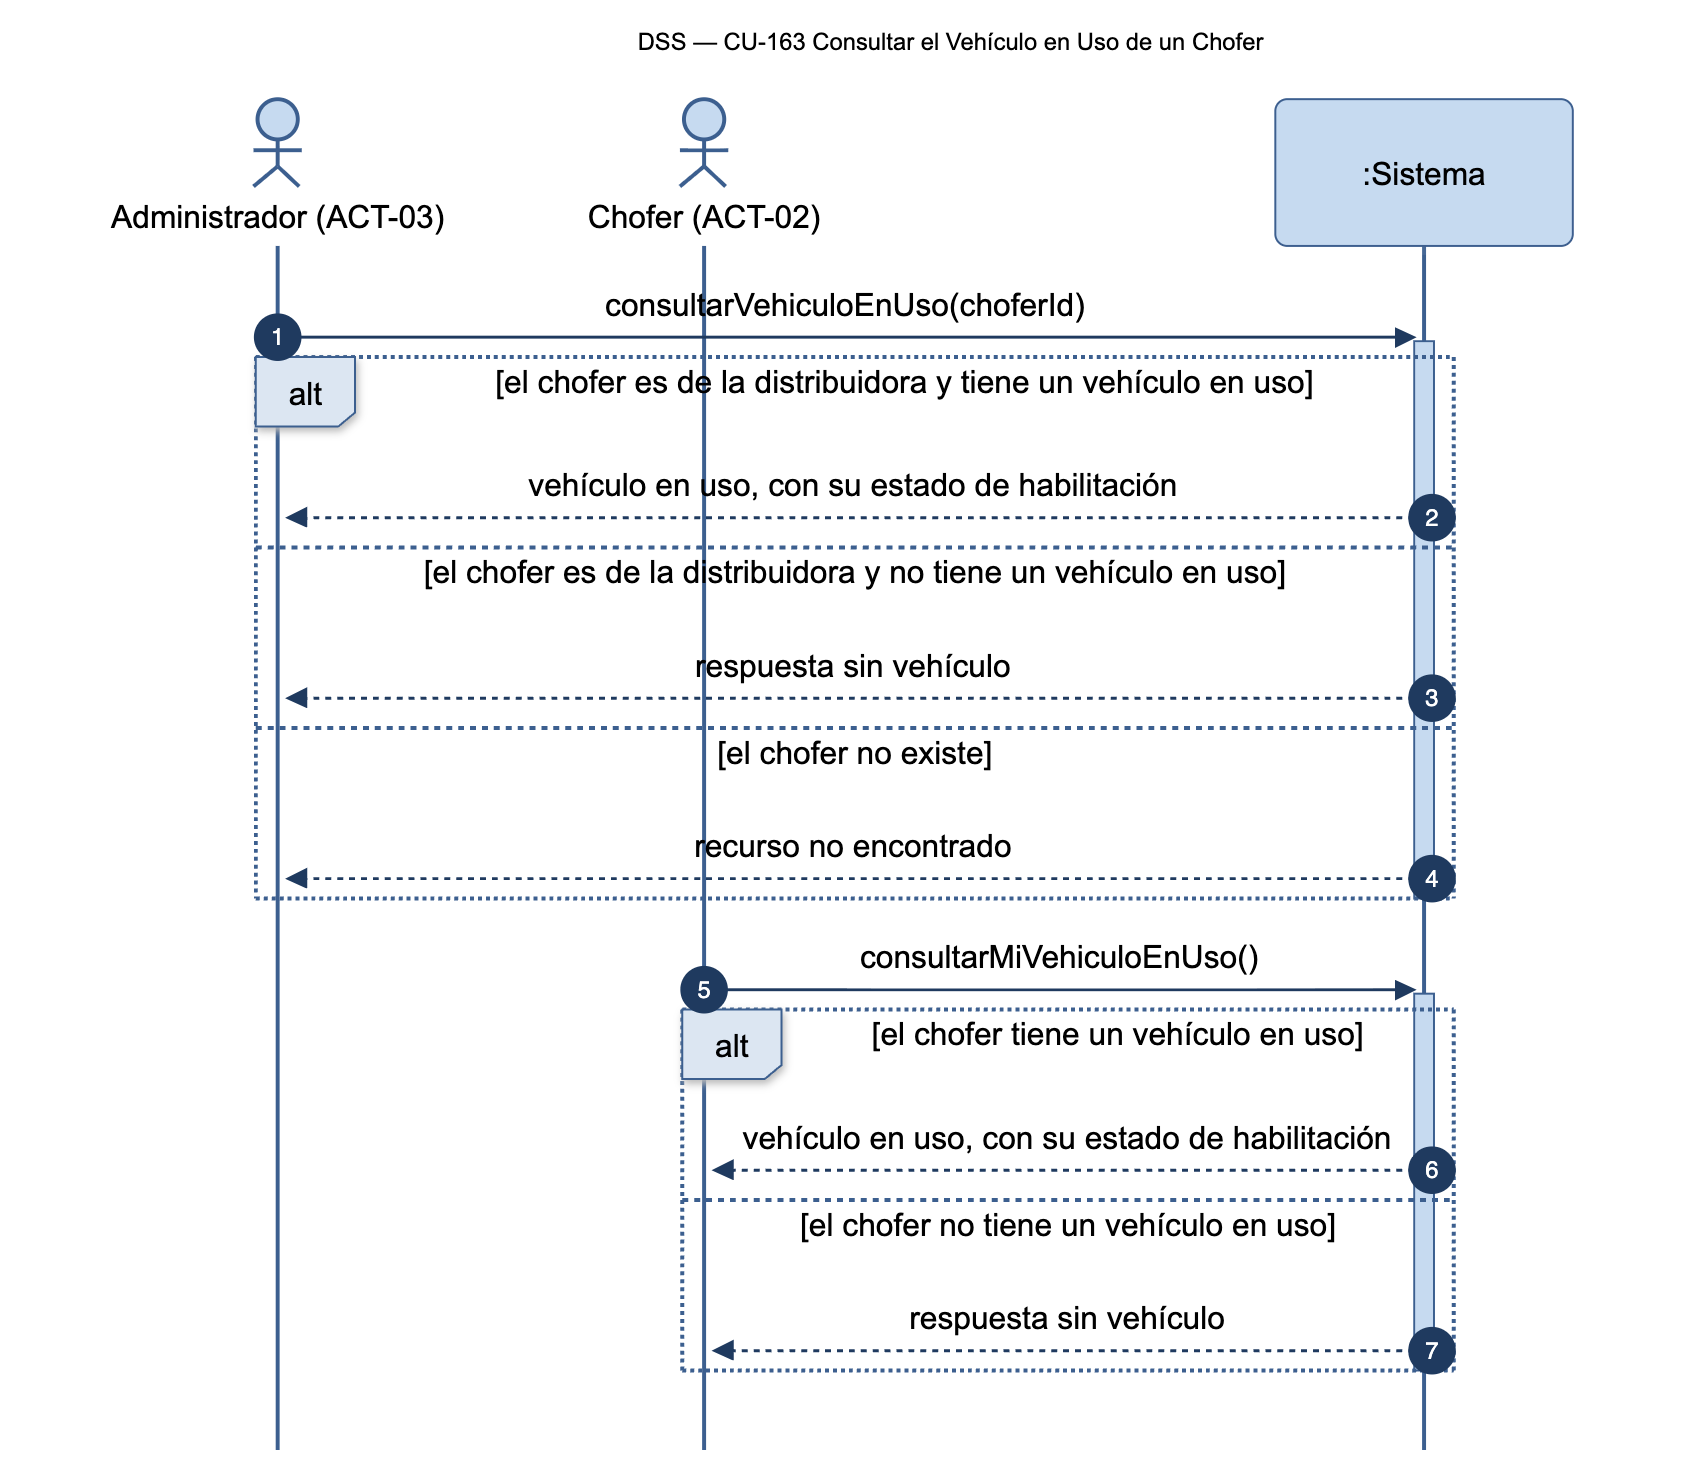 DSS — CU-163 Consultar el Vehículo en Uso de un Chofer
Administrador (ACT-03)
Chofer (ACT-02)
:Sistema
consultarVehiculoEnUso(choferId)
1
alt
[el chofer es de la distribuidora y tiene un vehículo en uso]
vehículo en uso, con su estado de habilitación
2
[el chofer es de la distribuidora y no tiene un vehículo en uso]
respuesta sin vehículo
3
[el chofer no existe]
recurso no encontrado
4
consultarMiVehiculoEnUso()
5
alt
[el chofer tiene un vehículo en uso]
vehículo en uso, con su estado de habilitación
6
[el chofer no tiene un vehículo en uso]
respuesta sin vehículo
7